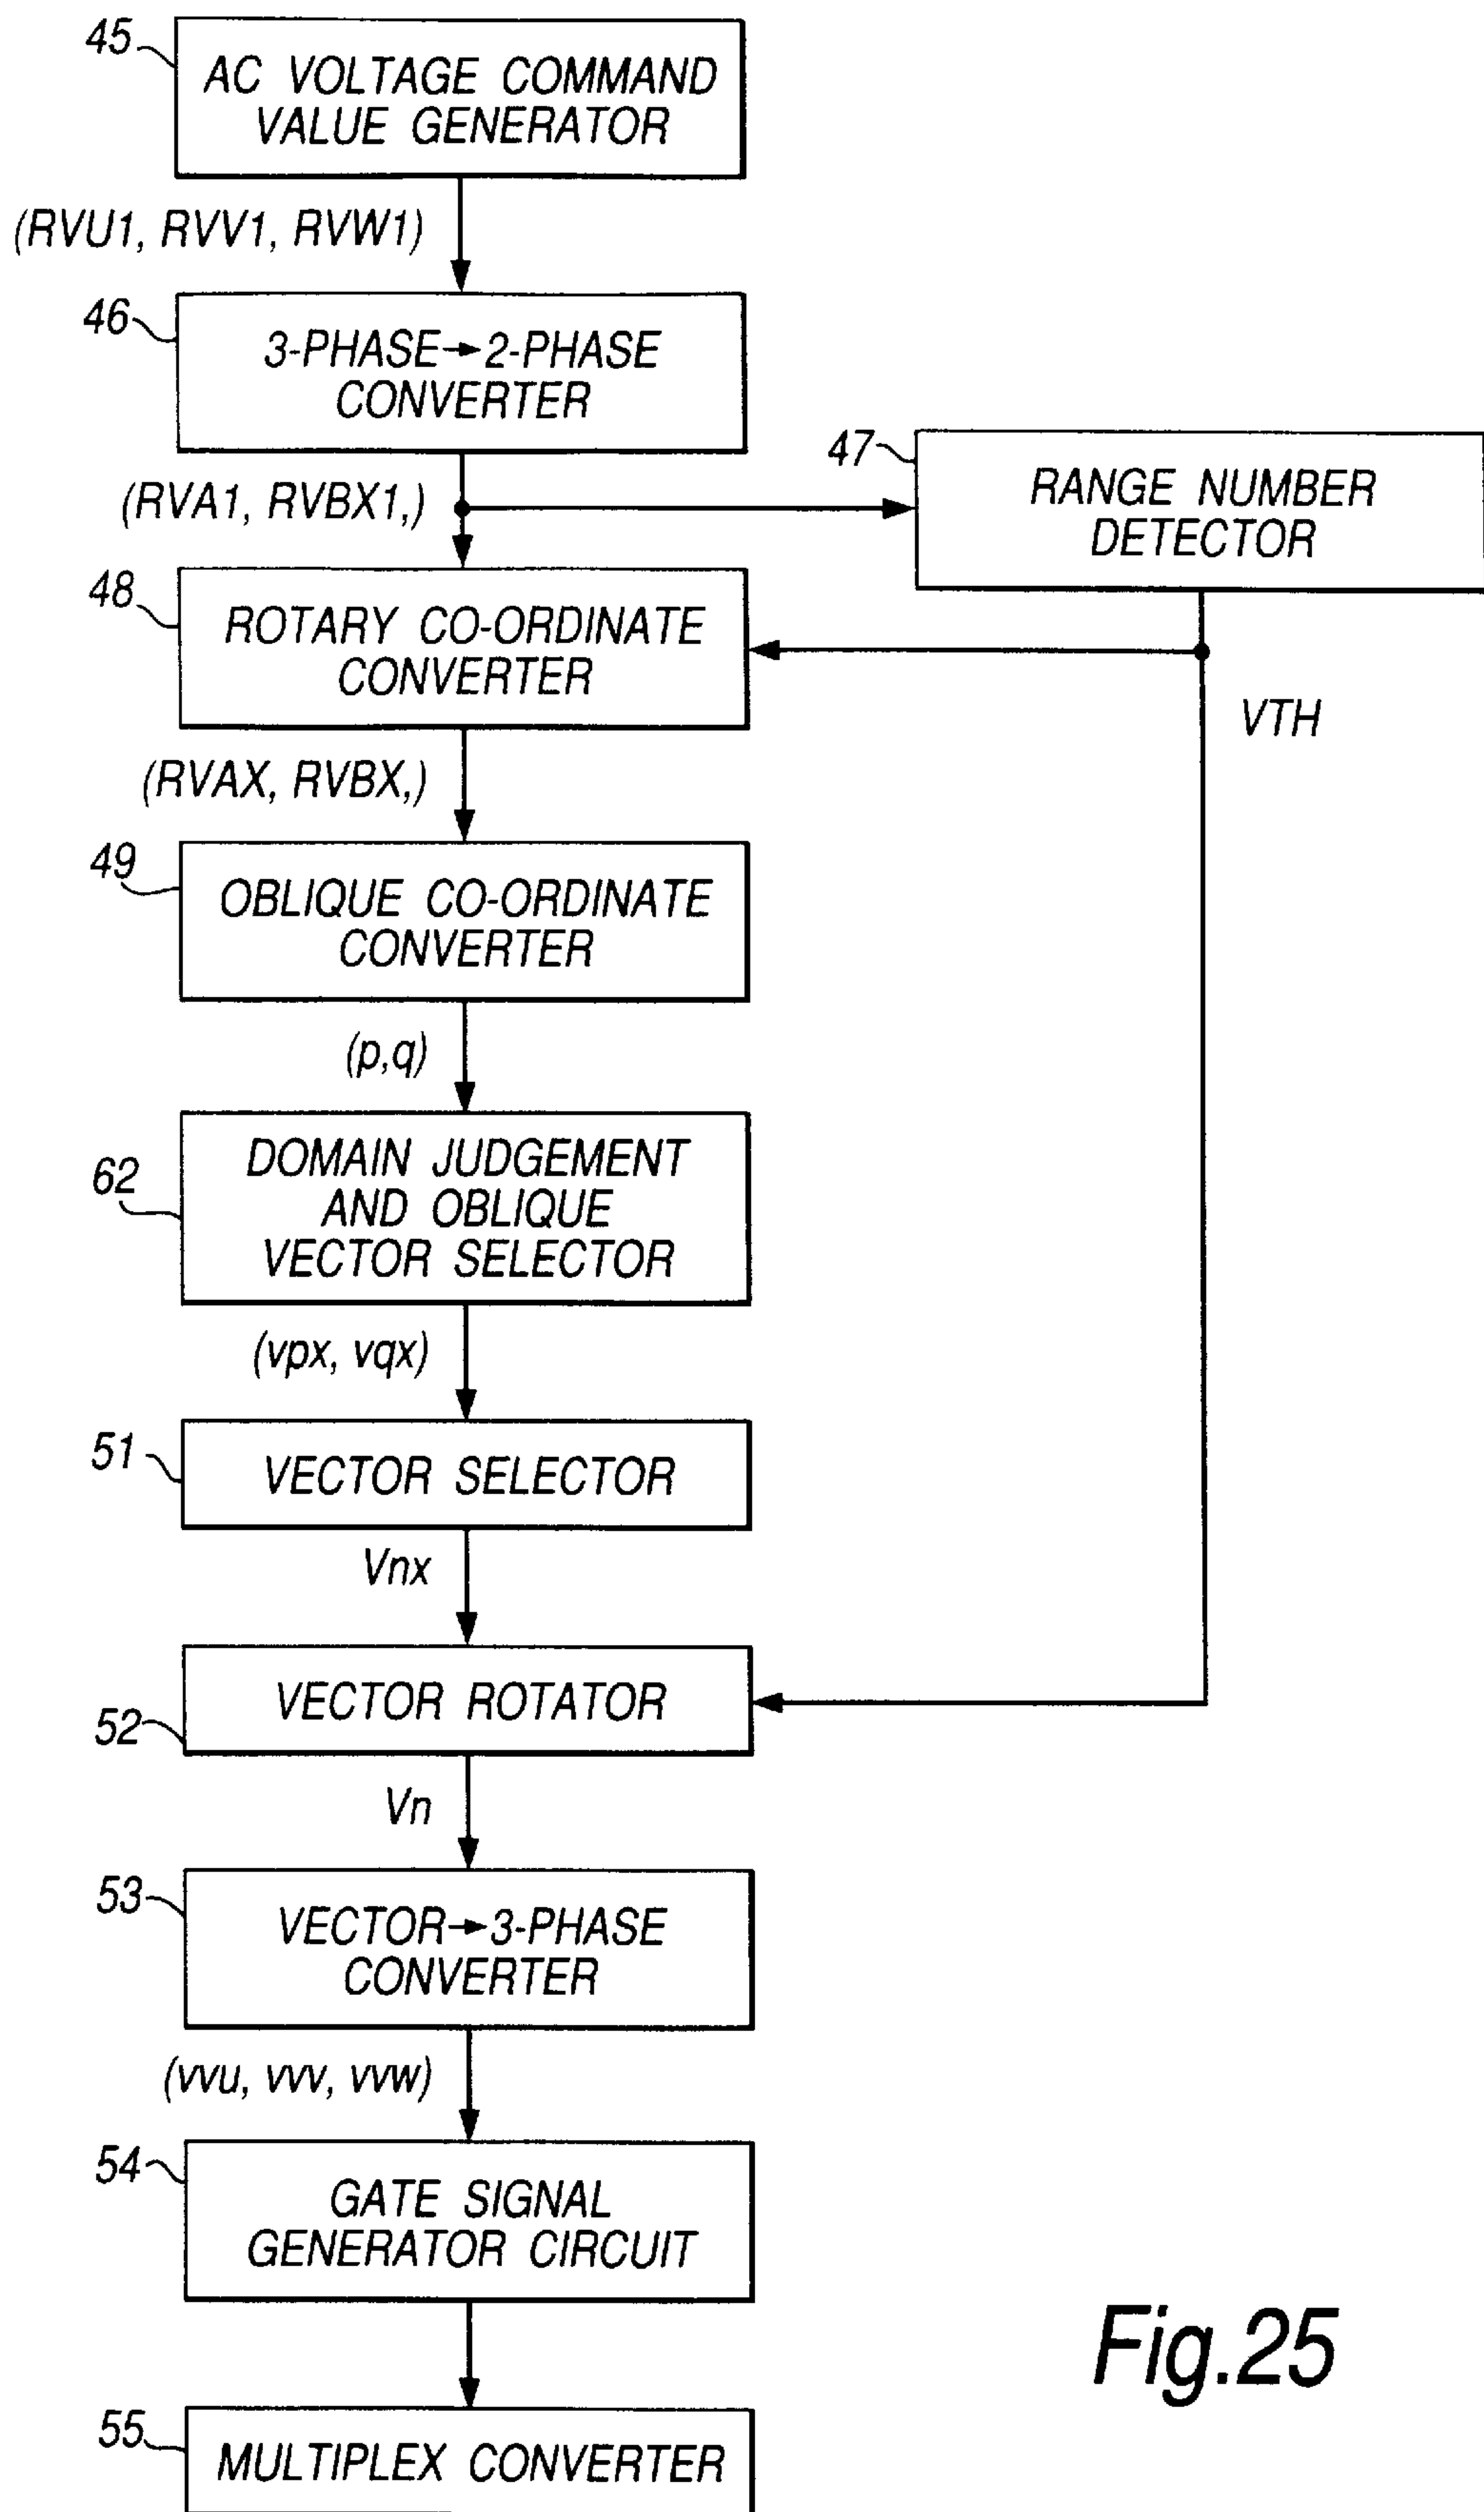 45
AC VOLTAGE COMMAND
VALUE GENERATOR
(RVU1, RVV1, RVW1)
46
3-PHASE→2-PHASE
CONVERTER
47
RANGE NUMBER
DETECTOR
(RVA1, RVBX1,)
48
ROTARY CO-ORDINATE
CONVERTER
VTH
(RVAX, RVBX,)
49
OBLIQUE CO-ORDINATE
CONVERTER
(p,q)
62
DOMAIN JUDGEMENT
AND OBLIQUE
VECTOR SELECTOR
(vpx, vqx)
51
VECTOR SELECTOR
Vnx
52
VECTOR ROTATOR
Vn
53
VECTOR→3-PHASE
CONVERTER
(vvu, vvv, vvw)
54
GATE SIGNAL
GENERATOR CIRCUIT
55
MULTIPLEX CONVERTER
Fig.25